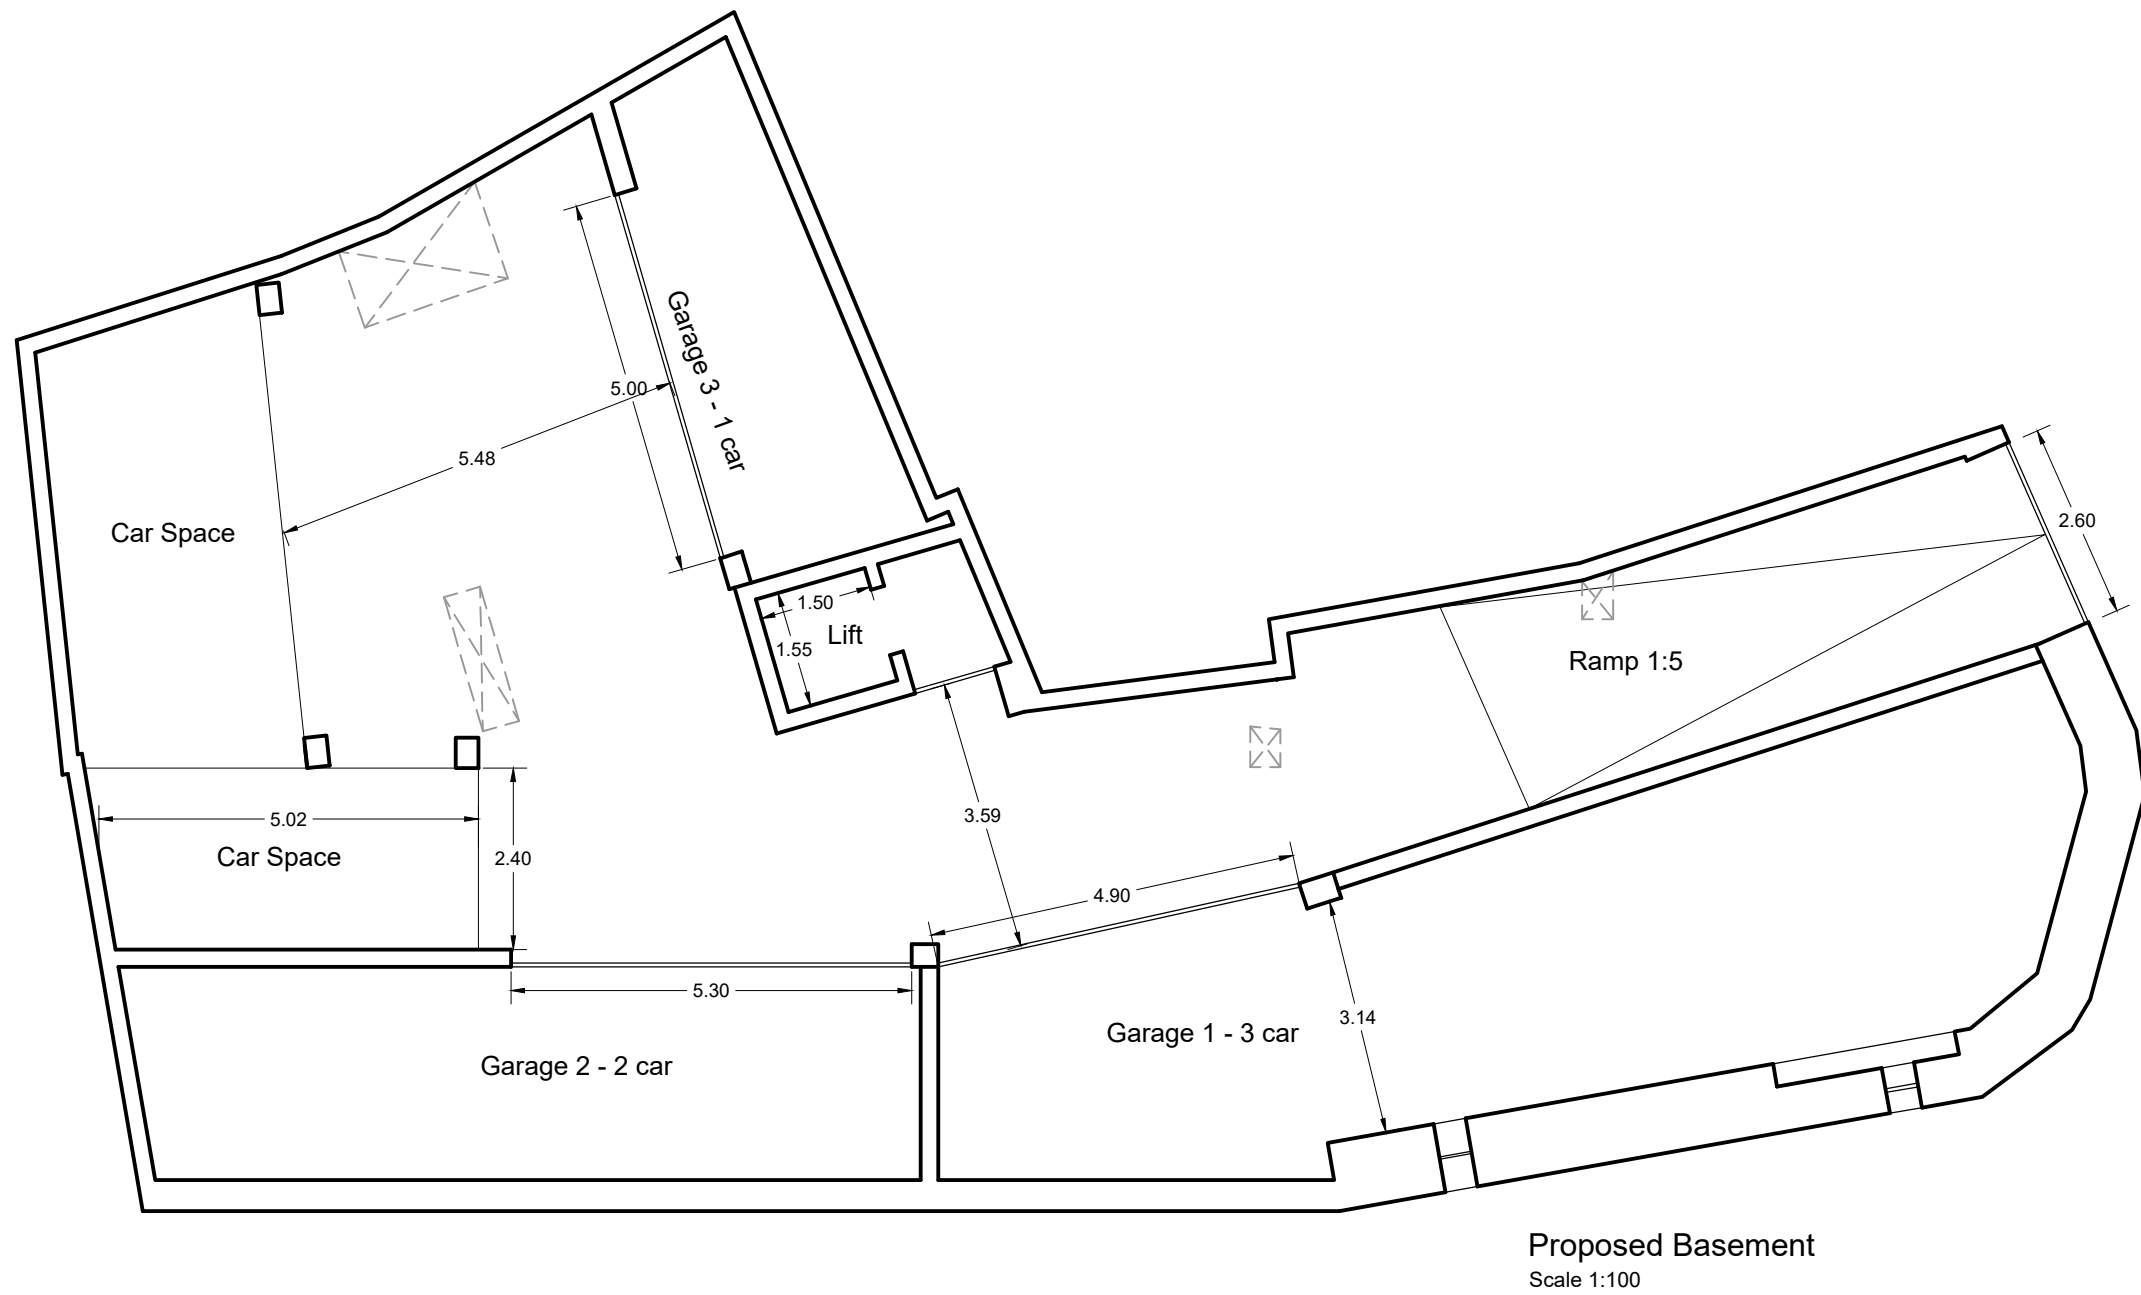 Garage 3 - 1 car
5.00
5.48
Car Space
2.60
1.50
Lift
1.55
Ramp 1:5
3.59
5.02
Car Space
2.40
4.90
5.30
3.14
Garage 1 - 3 car
Garage 2 - 2 car
Proposed Basement
Scale 1:100